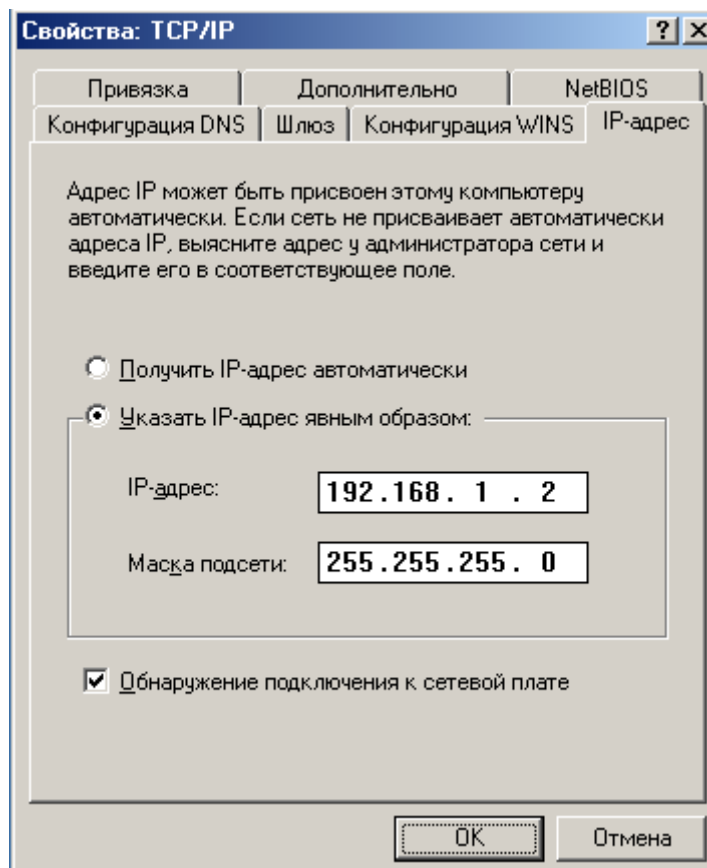 Свойства: TCP/IP
Привязка Дополнительно NetBIOS
Конфигурация DNS Шлюз Конфигурация WINS IP-адрес
Адрес IP может быть присвоен этому компьютеру
автоматически. Если сеть не присваивает автоматически
адреса IP, выясните адрес у администратора сети и
введите его в соответствующее поле.
Получить IP-адрес автоматически
Указать IP-адрес явным образом:
IP-адрес: 192.168. 1 . 2
Маска подсети: 255.255.255. 0
Обнаружение подключения к сетевой плате
OK Отмена